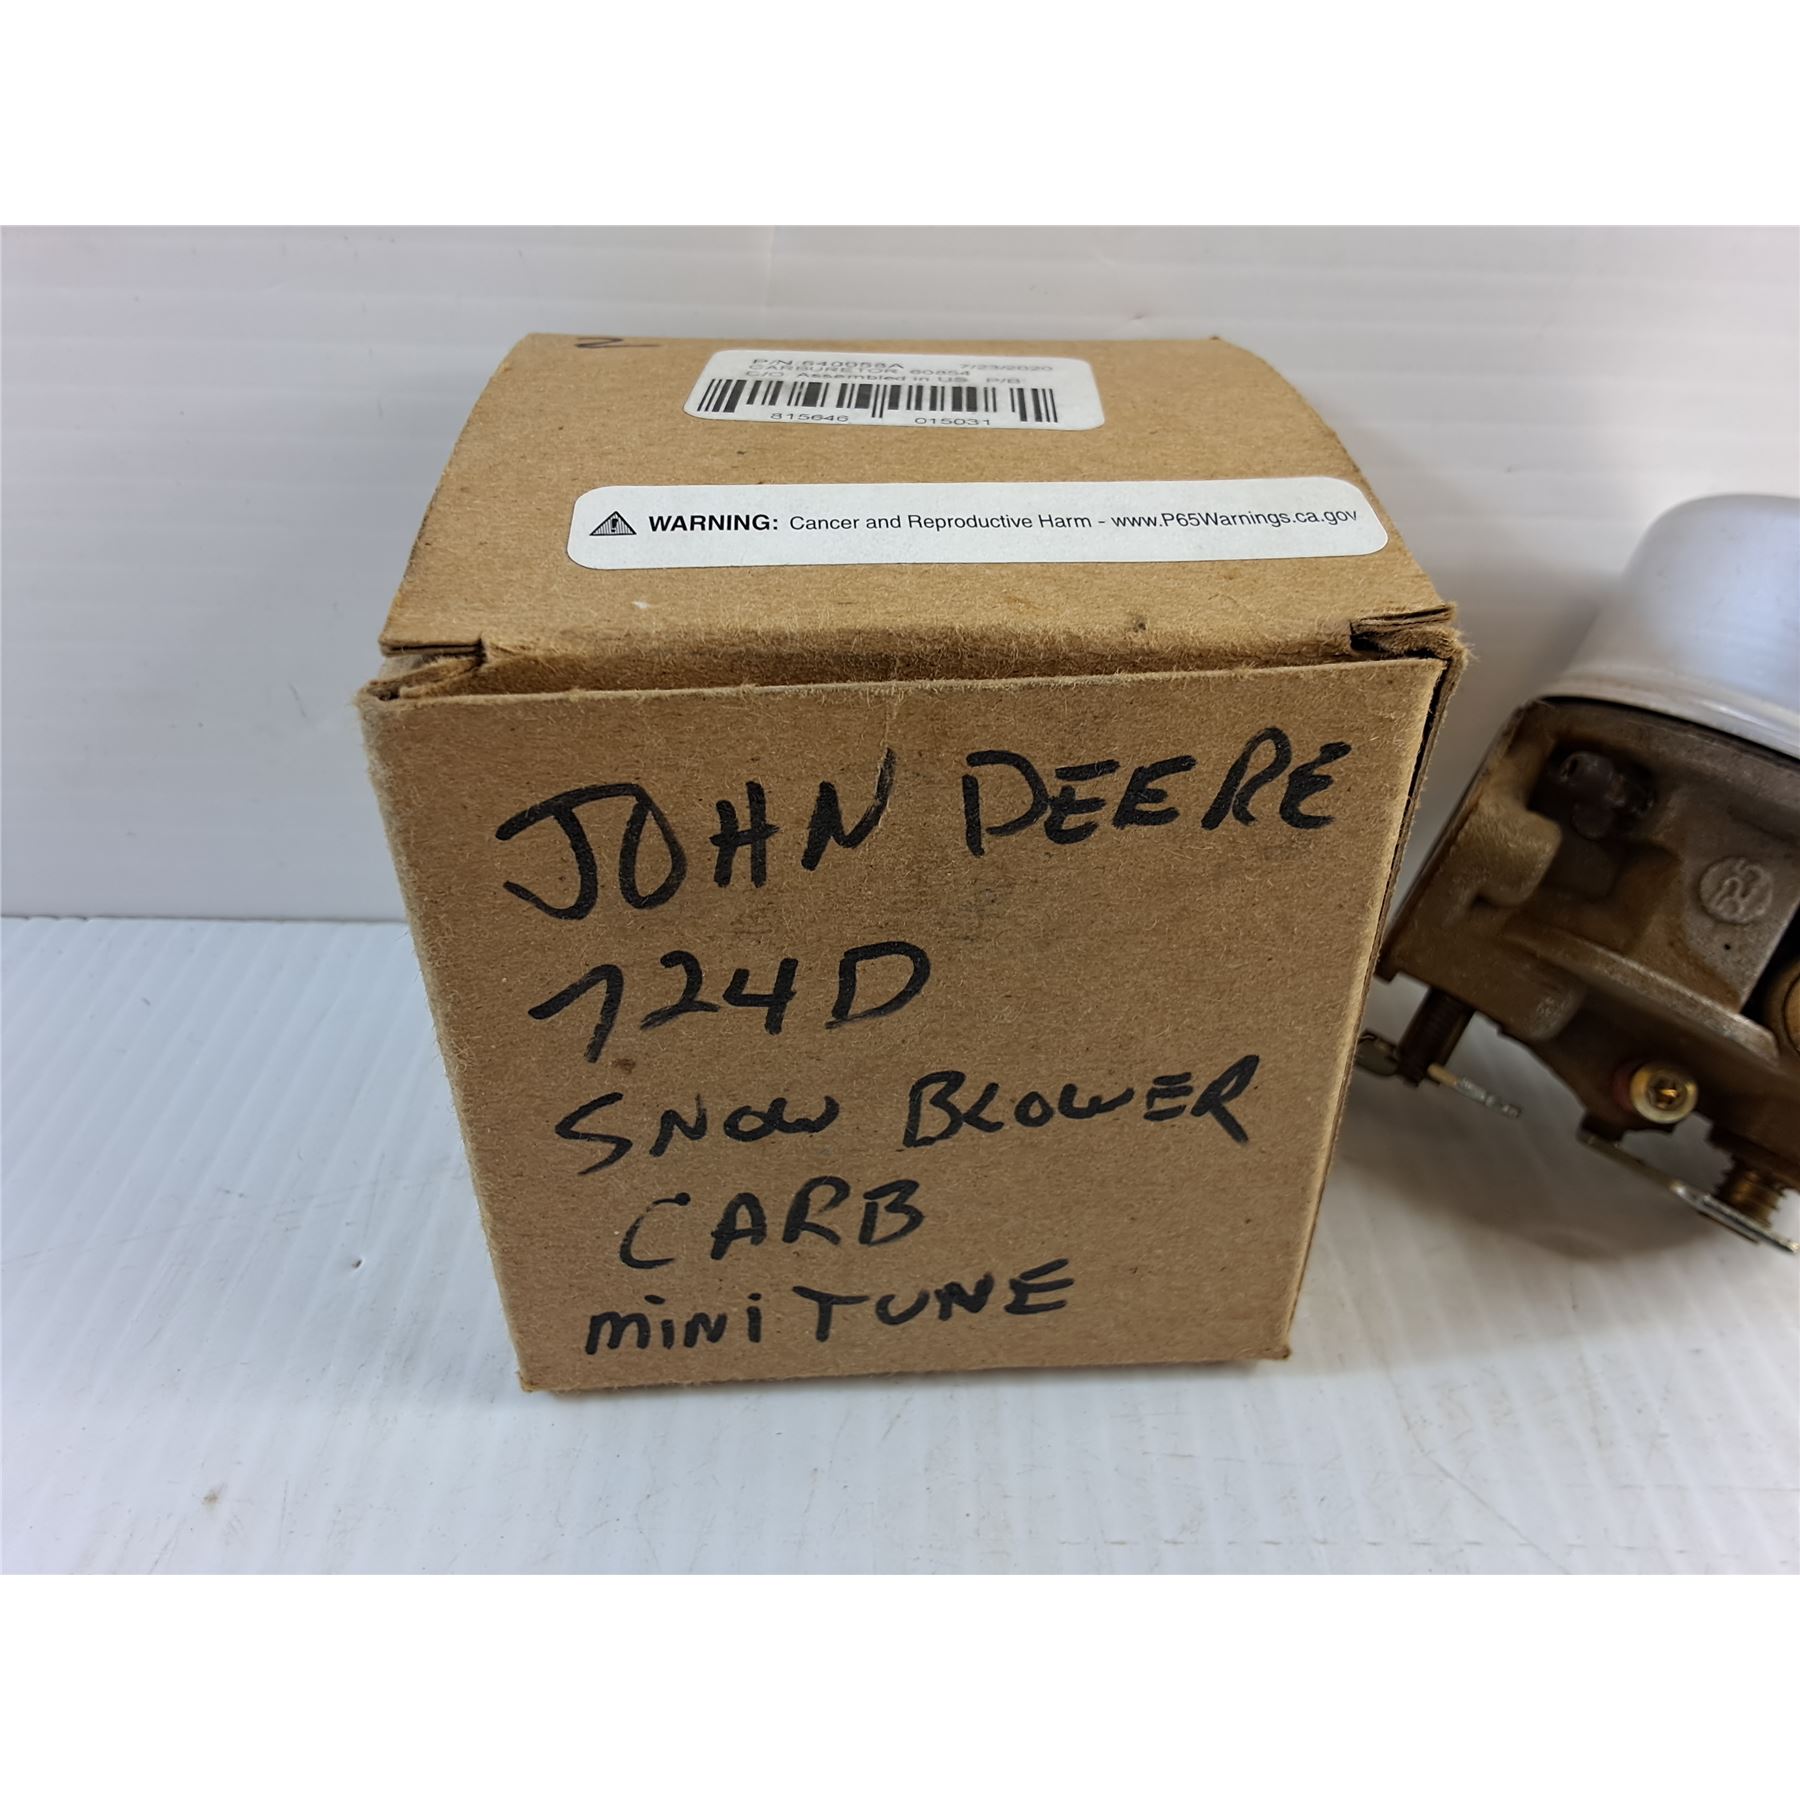 P/N 640058A 7/23/2020
CARBURETOR, 60854
C/O: Assembled in US P/B:
815646 015031
WARNING: Cancer and Reproductive Harm - www.P65Warnings.ca.gov
JOHN DEERE
724D
SNOW BLOWER
CARB
MINI TUNE